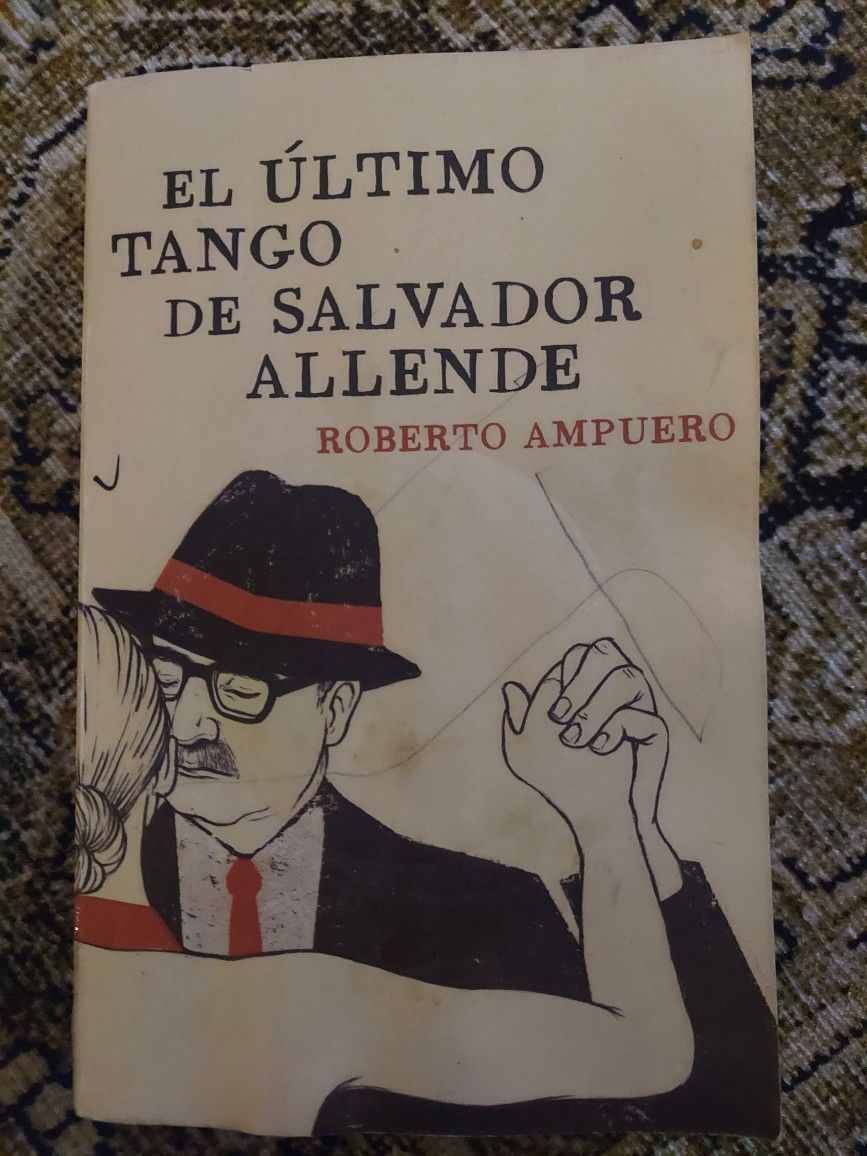 EL ÚLTIMO
TANGO
DE SALVADOR
ALLENDE
ROBERTO AMPUERO